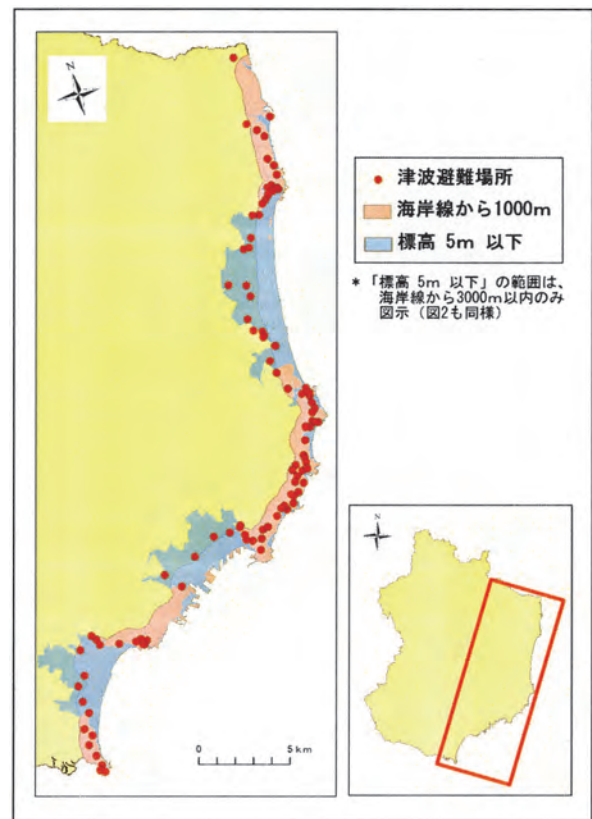 N
津波避難場所
海岸線から1000m
標高 5m 以下
* 「標高 5m 以下」の範囲は、
海岸線から3000m以内のみ
図示（図2も同様）
N
0 5 km